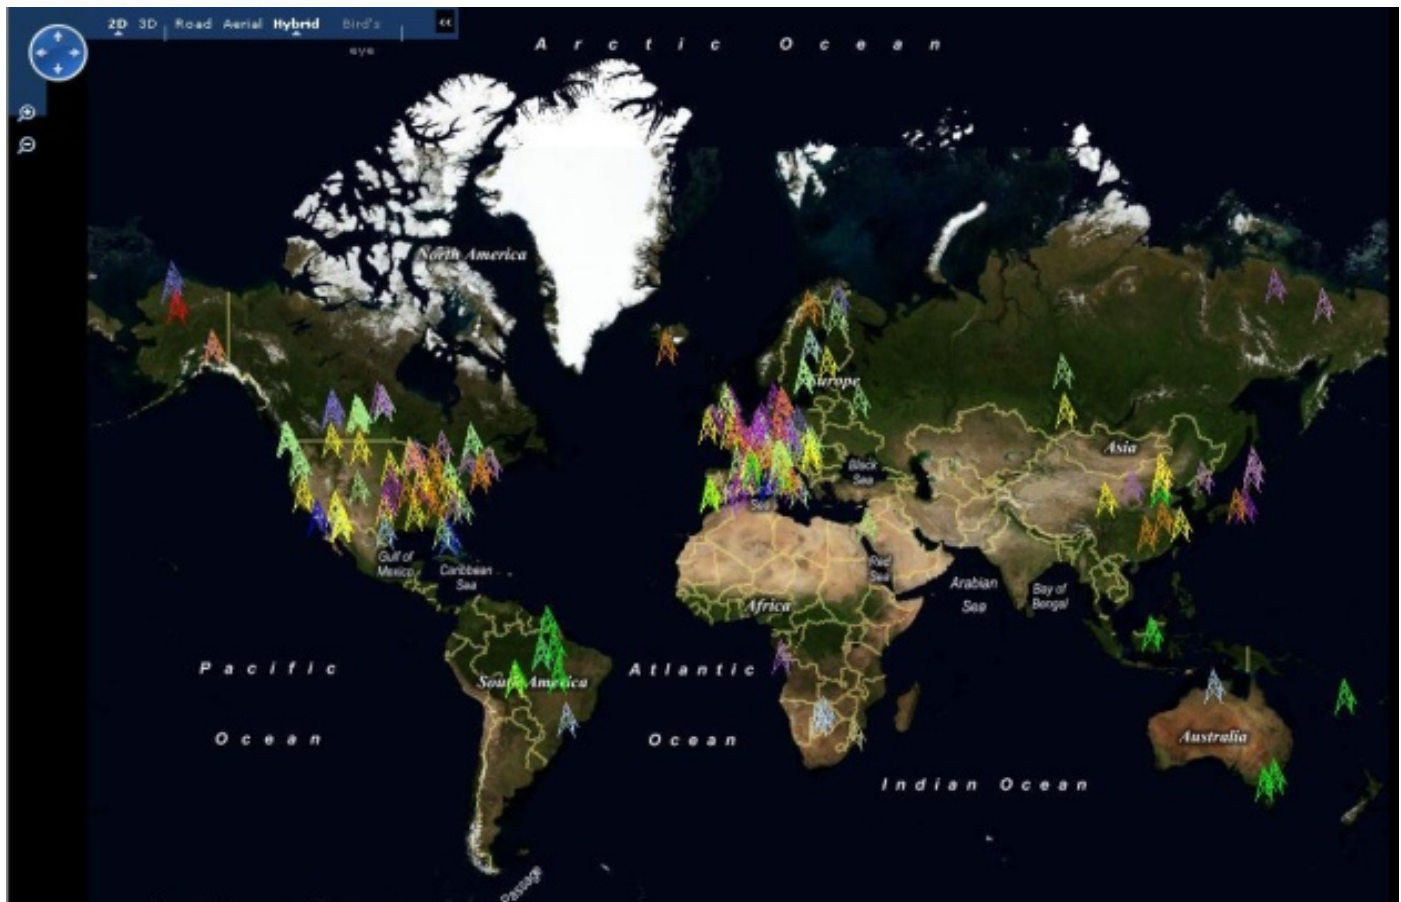 2D 3D Road Aerial Hybrid Bird's eye <<
Arctic Ocean
North America
Europe
Asia
Black
Sea
Sea
Gulf of
Mexico
Caribbean
Sea
Red
Sea
Arabian
Sea
Bay of
Bengal
Africa
Pacific
Ocean
South America
Atlantic
Ocean
Australia
Indian Ocean
Passage